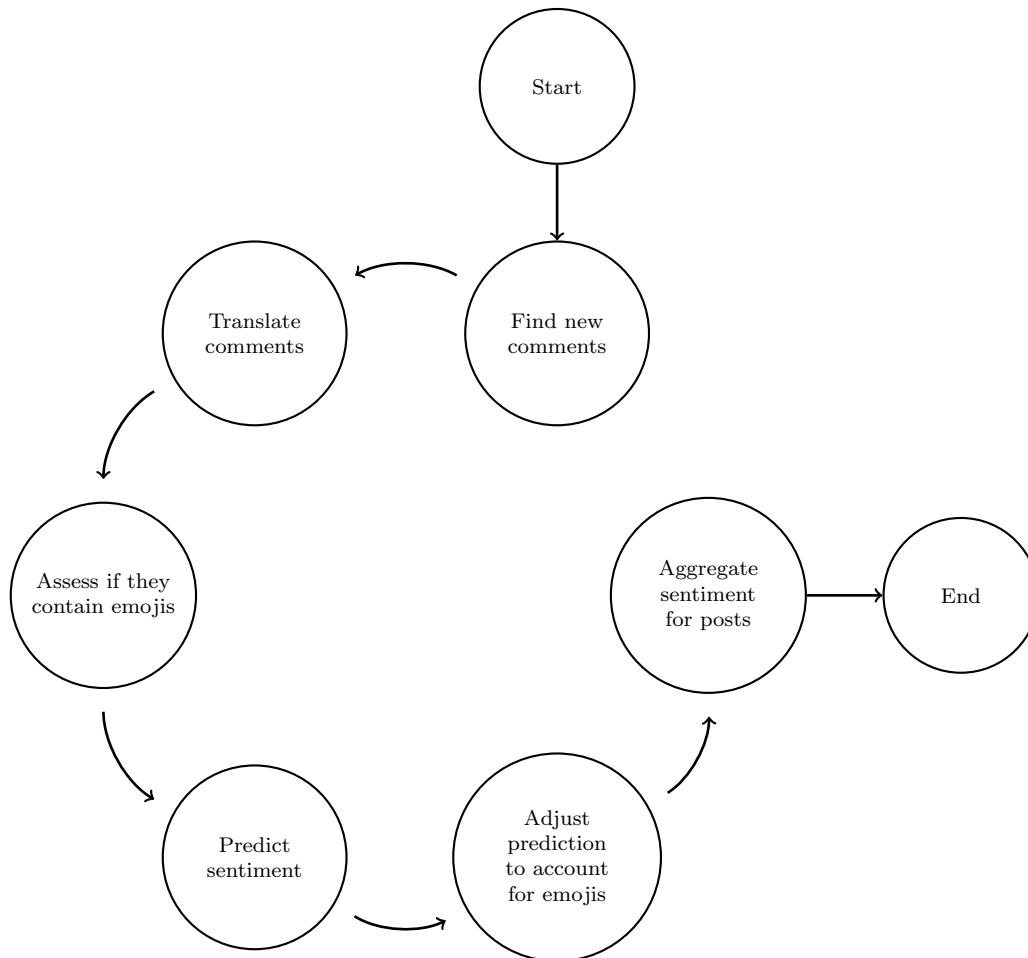 Start
Find new
comments
Translate
comments
Assess if they
contain emojis
Predict
sentiment
Adjust
prediction
to account
for emojis
Aggregate
sentiment
for posts
End